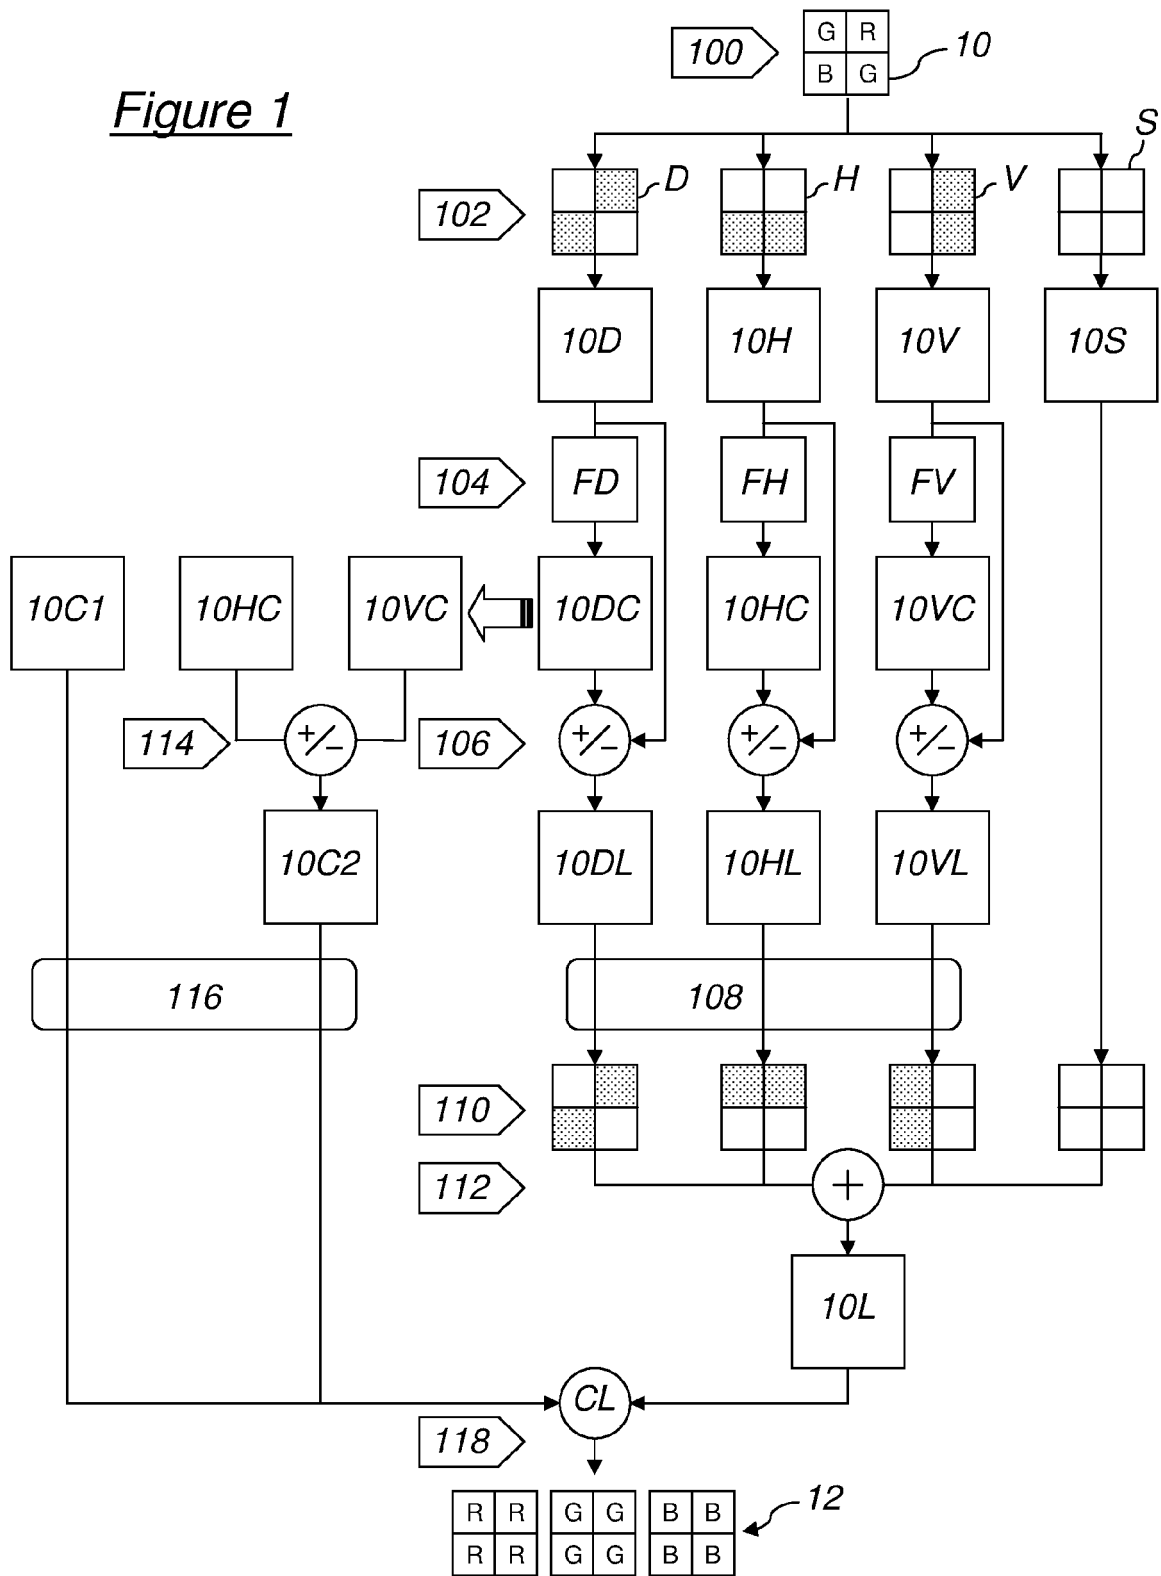 Figure 1
100
G R
B G
10
102
D
H
V
S
10D
10H
10V
10S
104
FD
FH
FV
10C1
10HC
10VC
10DC
10HC
10VC
114
+/−
106
+/−
+/−
+/−
10C2
10DL
10HL
10VL
116
108
110
112
+
10L
CL
118
R R G G B B
R R G G B B
12